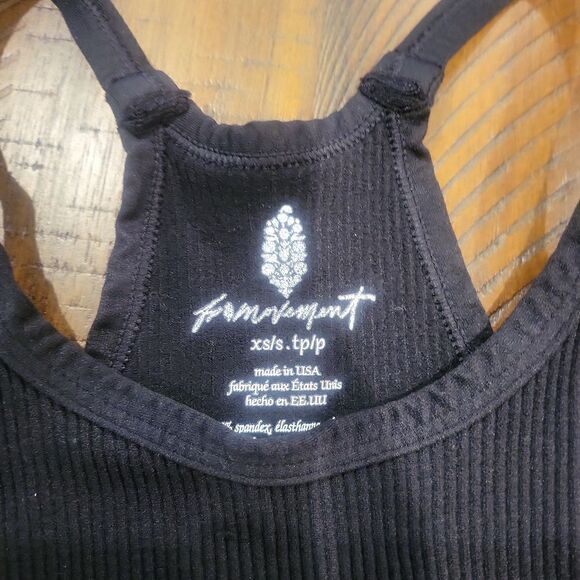 fpmovement
xs/s.tp/p
made in USA
fabriqué aux États Unis
hecho en EE.UU
spandex, élasthanne